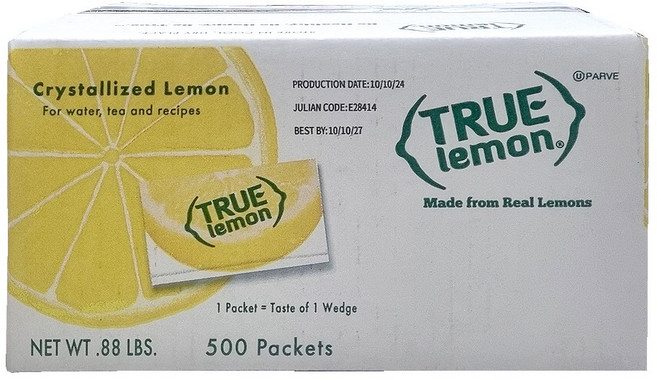 Crystallized Lemon
For water, tea and recipes
PRODUCTION DATE:10/10/24
JULIAN CODE:E28414
BEST BY:10/10/27
U PARVE
TRUE
lemon®
Made from Real Lemons
TRUE
lemon
1 Packet = Taste of 1 Wedge
NET WT .88 LBS.
500 Packets